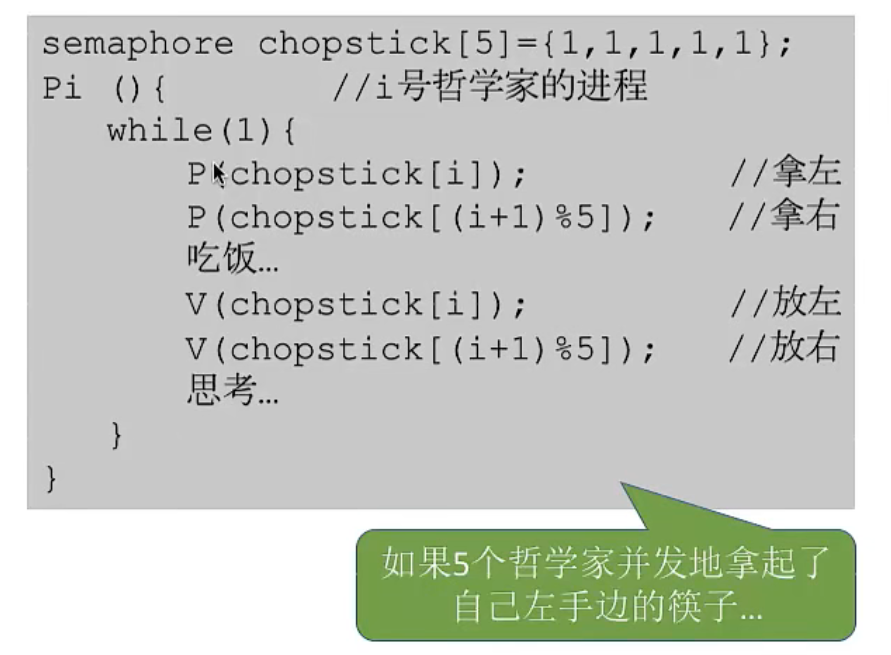 semaphore chopstick[5]={1,1,1,1,1};
Pi (){ //i号哲学家的进程
while(1){
P(chopstick[i]); //拿左
P(chopstick[(i+1)%5]); //拿右
吃饭…
V(chopstick[i]); //放左
V(chopstick[(i+1)%5]); //放右
思考…
}
}
如果5个哲学家并发地拿起了
自己左手边的筷子…